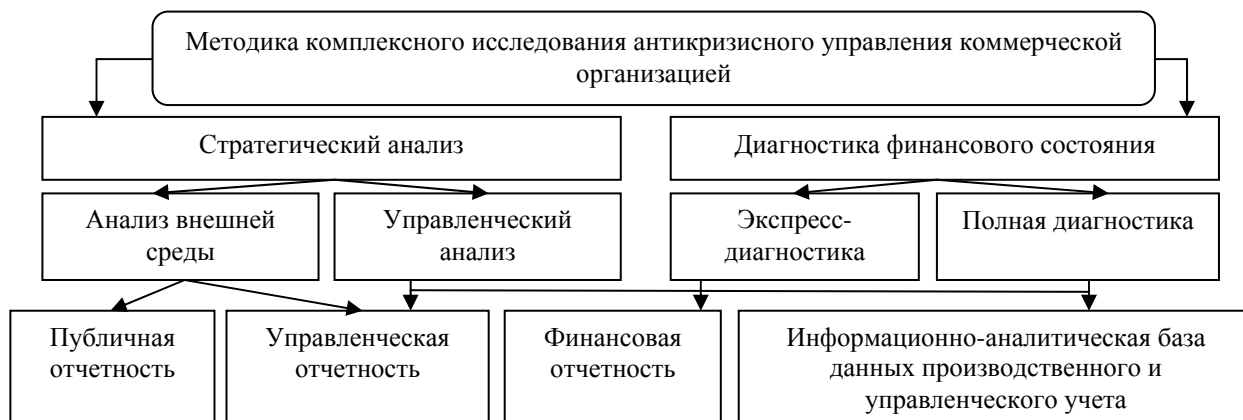 Методика комплексного исследования антикризисного управления коммерческой
организацией
Стратегический анализ
Диагностика финансового состояния
Анализ внешней
среды
Управленческий
анализ
Экспресс-
диагностика
Полная диагностика
Публичная
отчетность
Управленческая
отчетность
Финансовая
отчетность
Информационно-аналитическая база
данных производственного и
управленческого учета